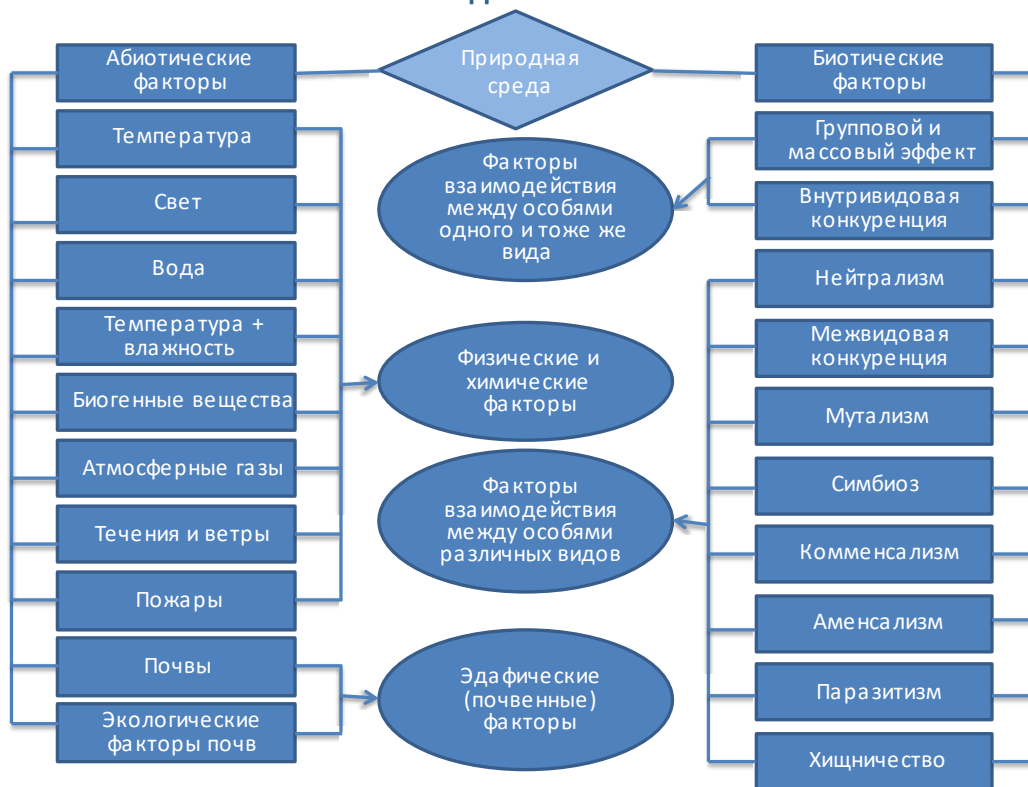 Природная
среда
Абиотические
факторы
Температура
Свет
Вода
Температура +
влажность
Биогенные вещества
Атмосферные газы
Течения и ветры
Пожары
Почвы
Экологические
факторы почв
Факторы
взаимодействия
между особями
одного и тоже же
вида
Физические и
химические
факторы
Факторы
взаимодействия
между особями
различных видов
Эдафические
(почвенные)
факторы
Биотические
факторы
Групповой и
массовый эффект
Внутривидовая
конкуренция
Нейтрализм
Межвидовая
конкуренция
Мутализм
Симбиоз
Комменсализм
Аменсализм
Паразитизм
Хищничество